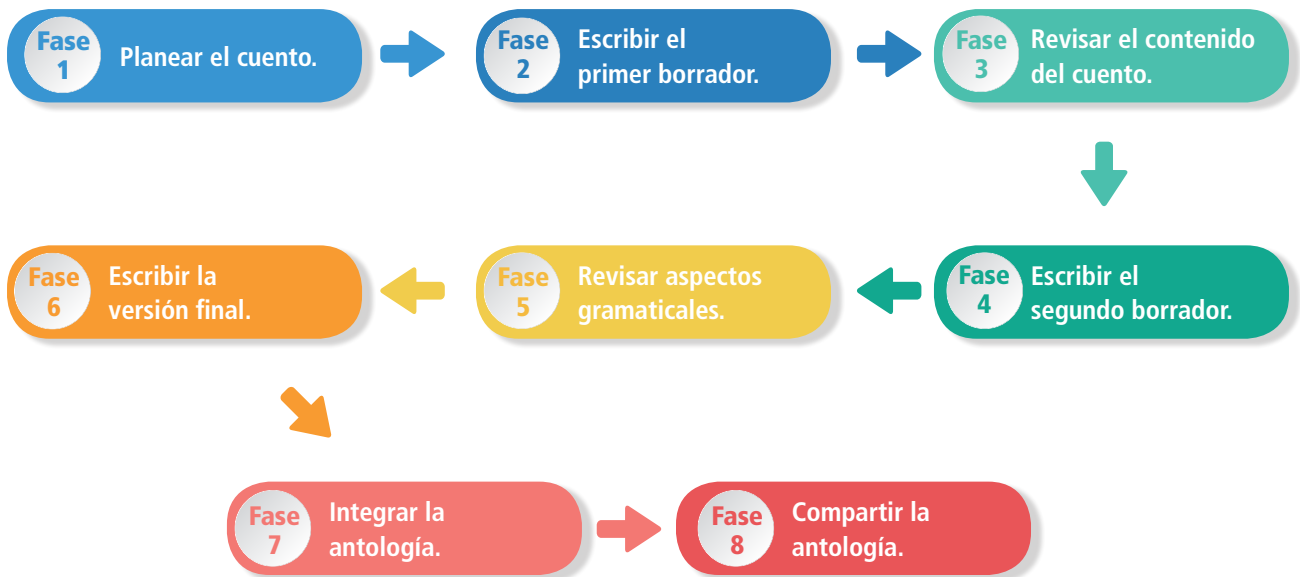 Fase
1
Planear el cuento.
Fase
2
Escribir el
primer borrador.
Fase
3
Revisar el contenido
del cuento.
Fase
4
Escribir el
segundo borrador.
Fase
5
Revisar aspectos
gramaticales.
Fase
6
Escribir la
versión final.
Fase
7
Integrar la
antología.
Fase
8
Compartir la
antología.